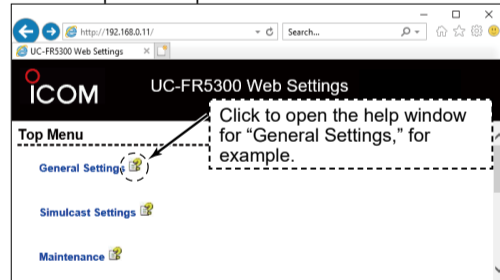 http://192.168.0.11/
Search...
UC-FR5300 Web Settings
ICOM
UC-FR5300 Web Settings
Click to open the help window
for “General Settings,” for
example.
Top Menu
General Settings
Simulcast Settings
Maintenance